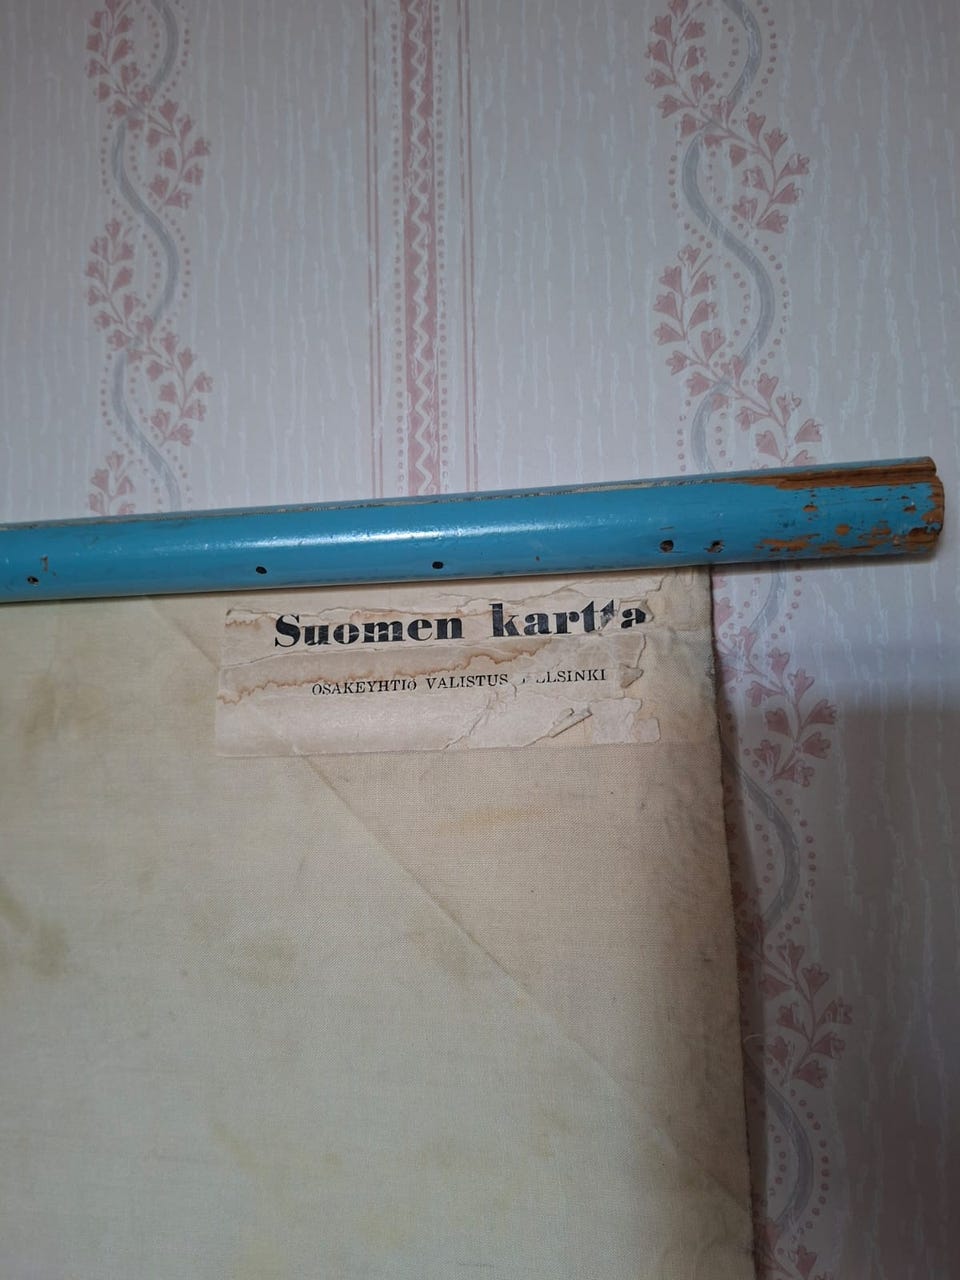 Suomen kartta
OSAKEYHTIÖ VALISTUS HELSINKI